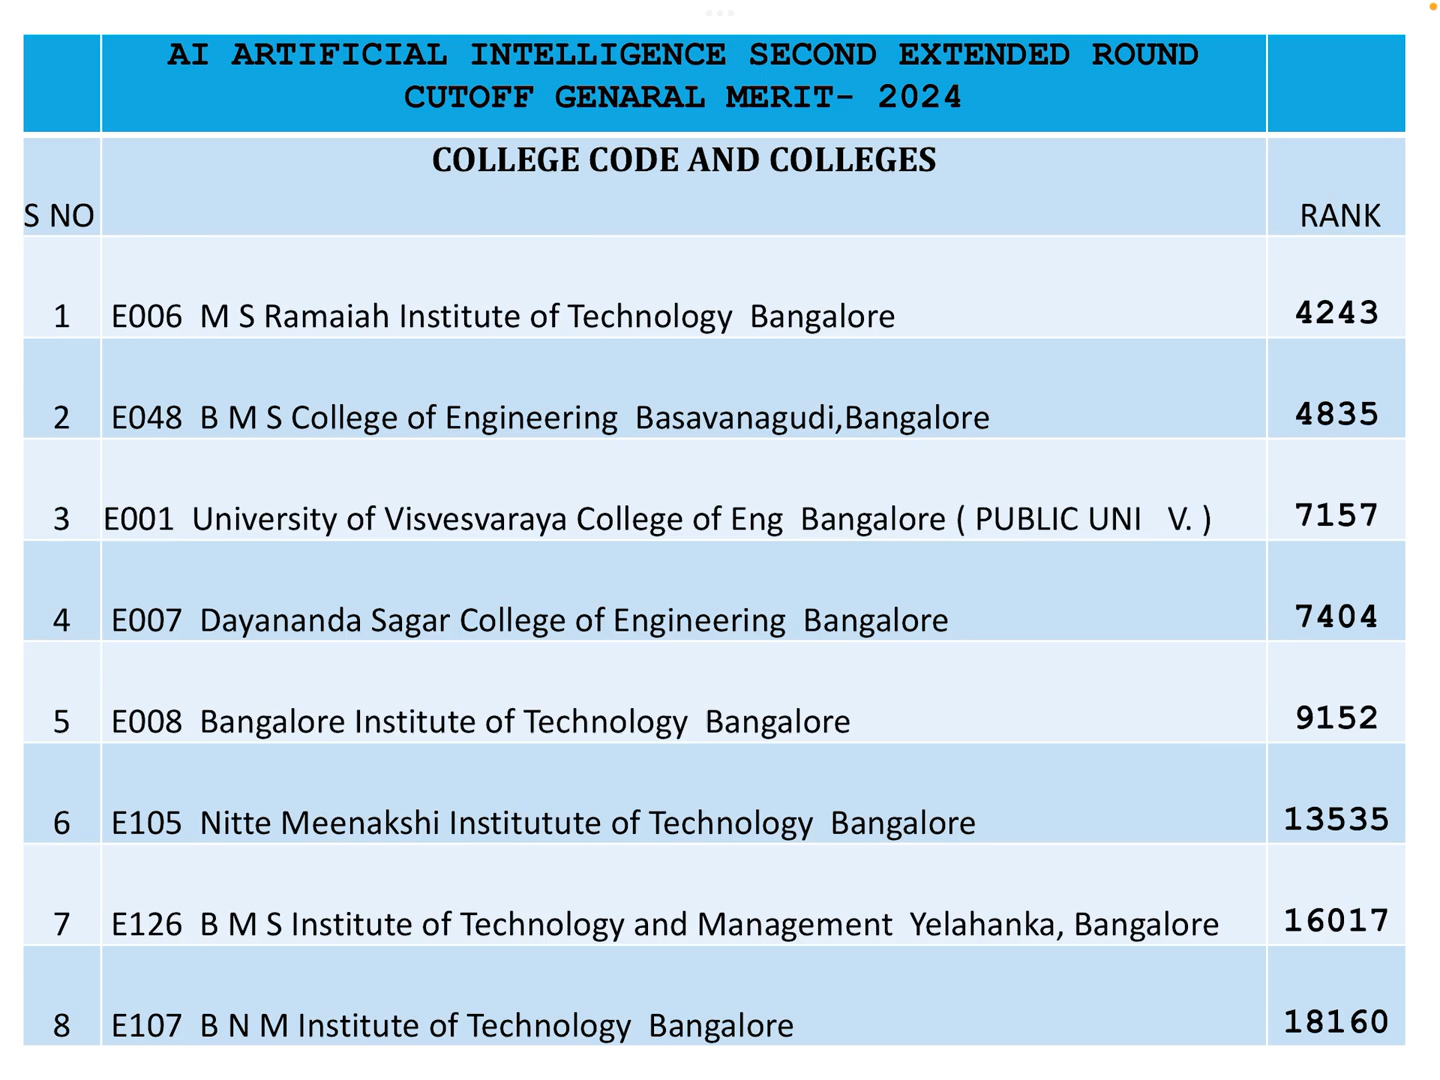 AI ARTIFICIAL INTELLIGENCE SECOND EXTENDED ROUND
CUTOFF GENARAL MERIT- 2024
S NO COLLEGE CODE AND COLLEGES RANK
1 E006 M S Ramaiah Institute of Technology Bangalore 4243
2 E048 B M S College of Engineering Basavanagudi,Bangalore 4835
3 E001 University of Visvesvaraya College of Eng Bangalore ( PUBLIC UNI V. ) 7157
4 E007 Dayananda Sagar College of Engineering Bangalore 7404
5 E008 Bangalore Institute of Technology Bangalore 9152
6 E105 Nitte Meenakshi Institutute of Technology Bangalore 13535
7 E126 B M S Institute of Technology and Management Yelahanka, Bangalore 16017
8 E107 B N M Institute of Technology Bangalore 18160